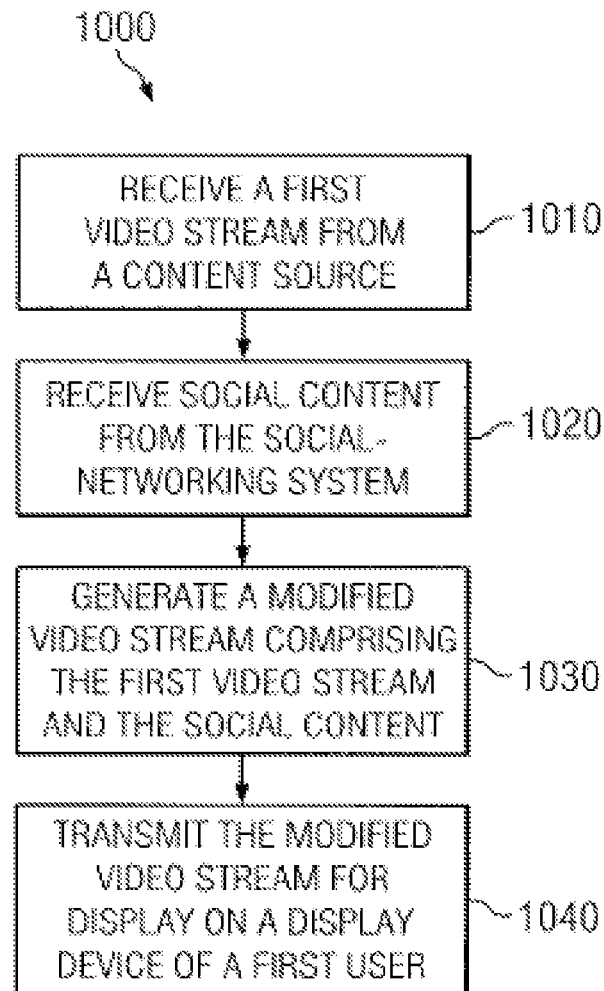 1000
RECEIVE A FIRST
VIDEO STREAM FROM
A CONTENT SOURCE
1010
RECEIVE SOCIAL CONTENT
FROM THE SOCIAL-
NETWORKING SYSTEM
1020
GENERATE A MODIFIED
VIDEO STREAM COMPRISING
THE FIRST VIDEO STREAM
AND THE SOCIAL CONTENT
1030
TRANSMIT THE MODIFIED
VIDEO STREAM FOR
DISPLAY ON A DISPLAY
DEVICE OF A FIRST USER
1040